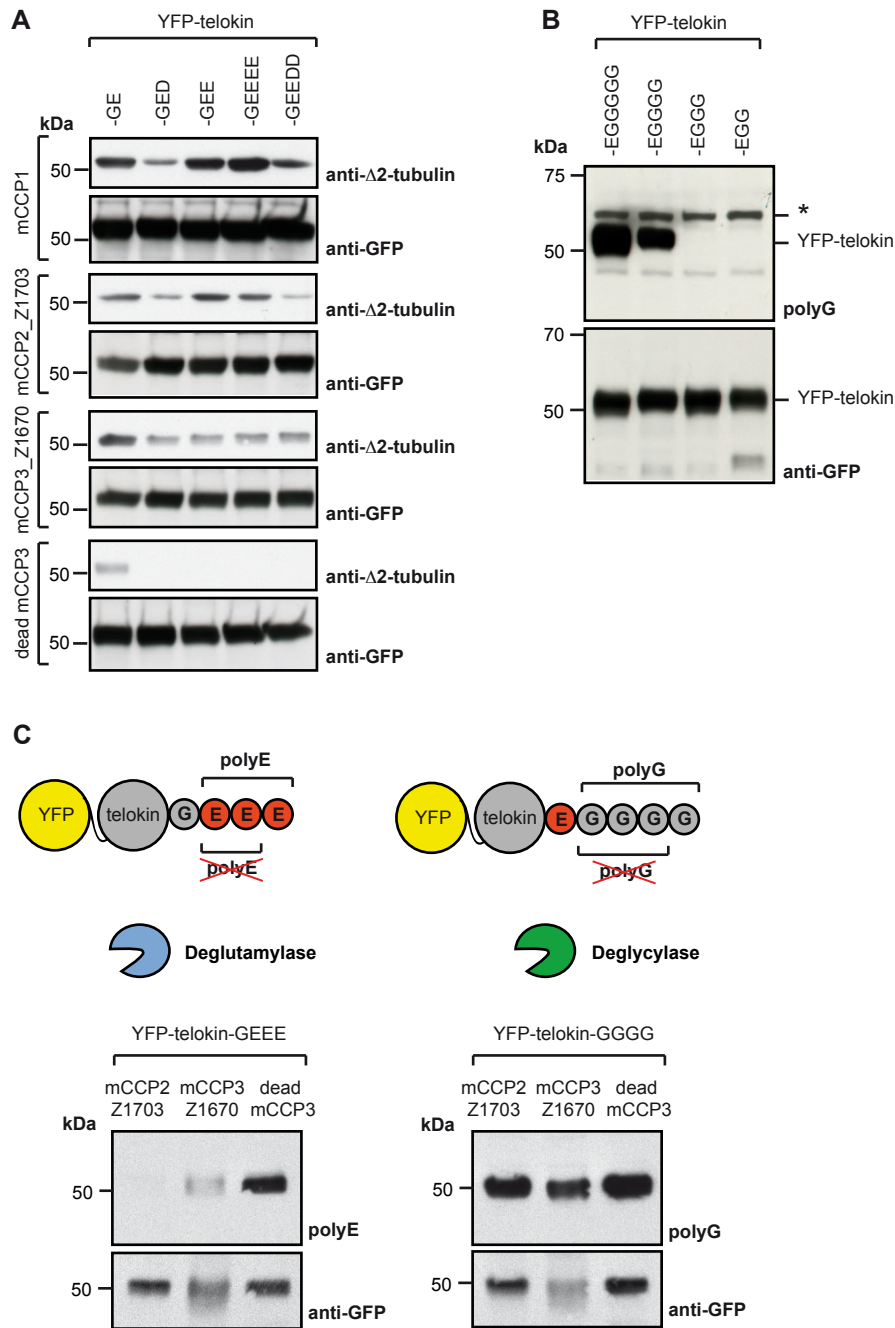 A
YFP-telokin
-GE
-GED
-GEE
-GEEEE
-GEEDD
kDa
mCCP1
50
anti-Δ2-tubulin
50
anti-GFP
mCCP2_Z1703
50
anti-Δ2-tubulin
50
anti-GFP
mCCP3_Z1670
50
anti-Δ2-tubulin
50
anti-GFP
dead mCCP3
50
anti-Δ2-tubulin
50
anti-GFP
B
YFP-telokin
-EGGGGG
-EGGGG
-EGGG
-EGG
kDa
75
*
YFP-telokin
50
polyG
70
YFP-telokin
50
anti-GFP
C
polyE
YFP telokin G E E E
polyE
Deglutamylase
polyG
YFP telokin E G G G G
polyG
Deglycylase
YFP-telokin-GEEE
mCCP2 mCCP3 dead
Z1703 Z1670 mCCP3
kDa
50
polyE
50
anti-GFP
YFP-telokin-GGGG
mCCP2 mCCP3 dead
Z1703 Z1670 mCCP3
kDa
50
polyG
50
anti-GFP